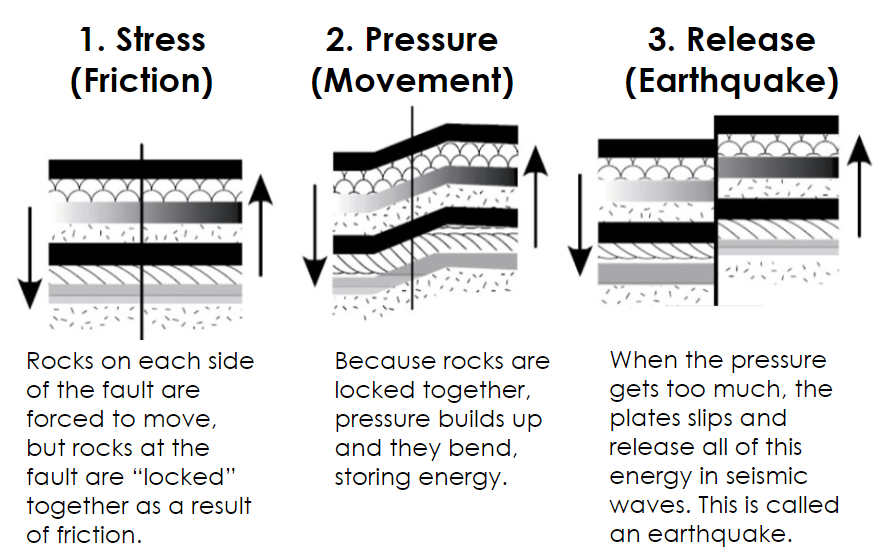 1. Stress
(Friction)
2. Pressure
(Movement)
3. Release
(Earthquake)
Rocks on each side
of the fault are
forced to move,
but rocks at the
fault are “locked”
together as a result
of friction.
Because rocks are
locked together,
pressure builds up
and they bend,
storing energy.
When the pressure
gets too much, the
plates slips and
release all of this
energy in seismic
waves. This is called
an earthquake.